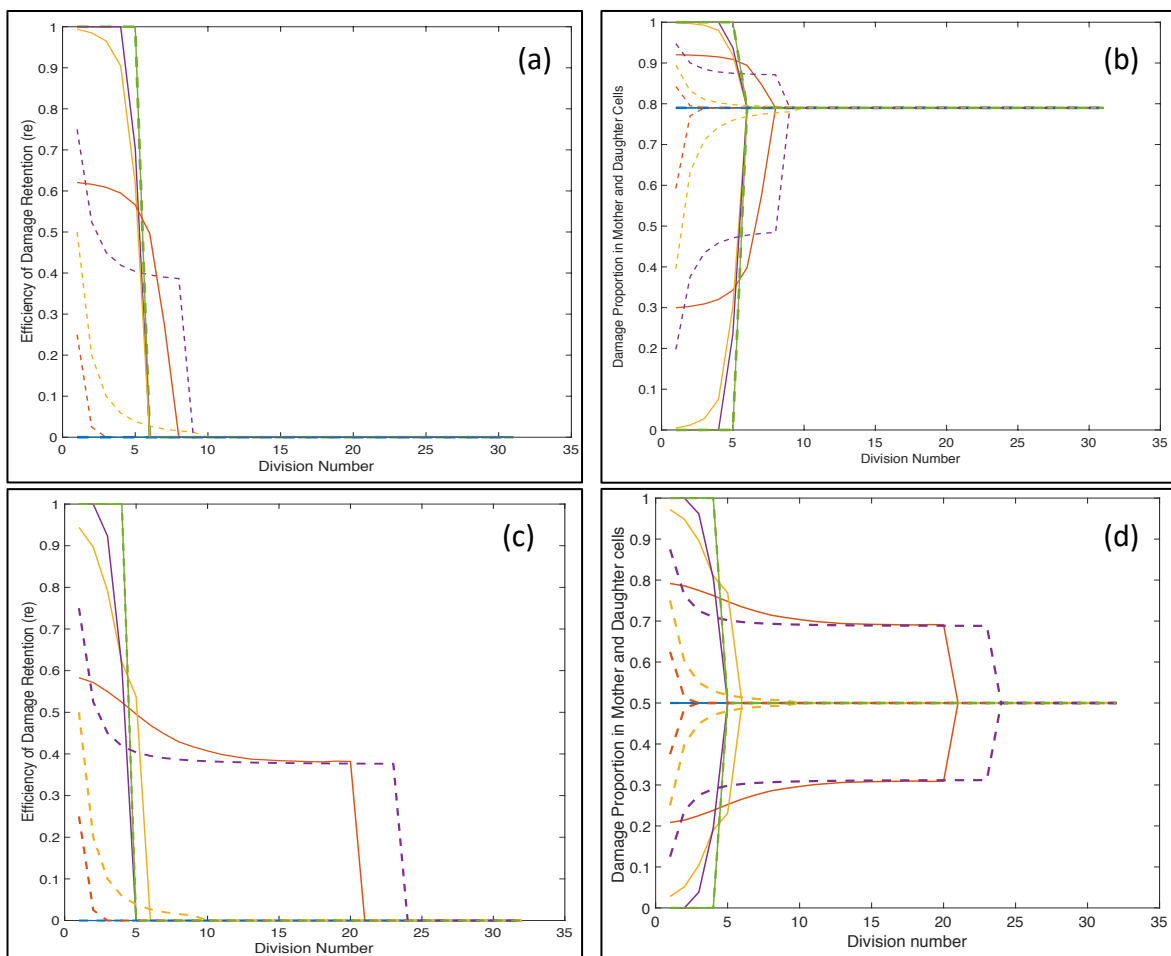 (a)
Efficiency of Damage Retention (re)
1
0.9
0.8
0.7
0.6
0.5
0.4
0.3
0.2
0.1
0
0 5 10 15 20 25 30 35
Division Number
(b)
Damage Proportion in Mother and Daughter Cells
1
0.9
0.8
0.7
0.6
0.5
0.4
0.3
0.2
0.1
0
0 5 10 15 20 25 30 35
Division Number
(c)
Efficiency of Damage Retention (re)
1
0.9
0.8
0.7
0.6
0.5
0.4
0.3
0.2
0.1
0
0 5 10 15 20 25 30 35
Division Number
(d)
Damage Proportion in Mother and Daughter cells
1
0.9
0.8
0.7
0.6
0.5
0.4
0.3
0.2
0.1
0
0 5 10 15 20 25 30 35
Division number